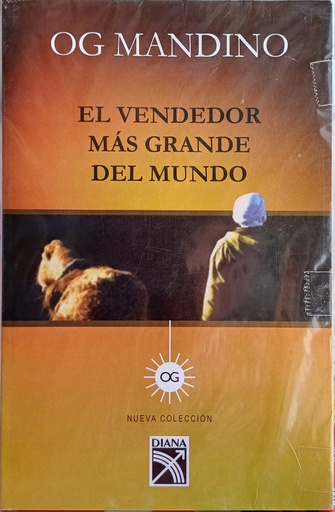 OG MANDINO
EL VENDEDOR
MÁS GRANDE
DEL MUNDO
OG
NUEVA COLECCIÓN
DIANA